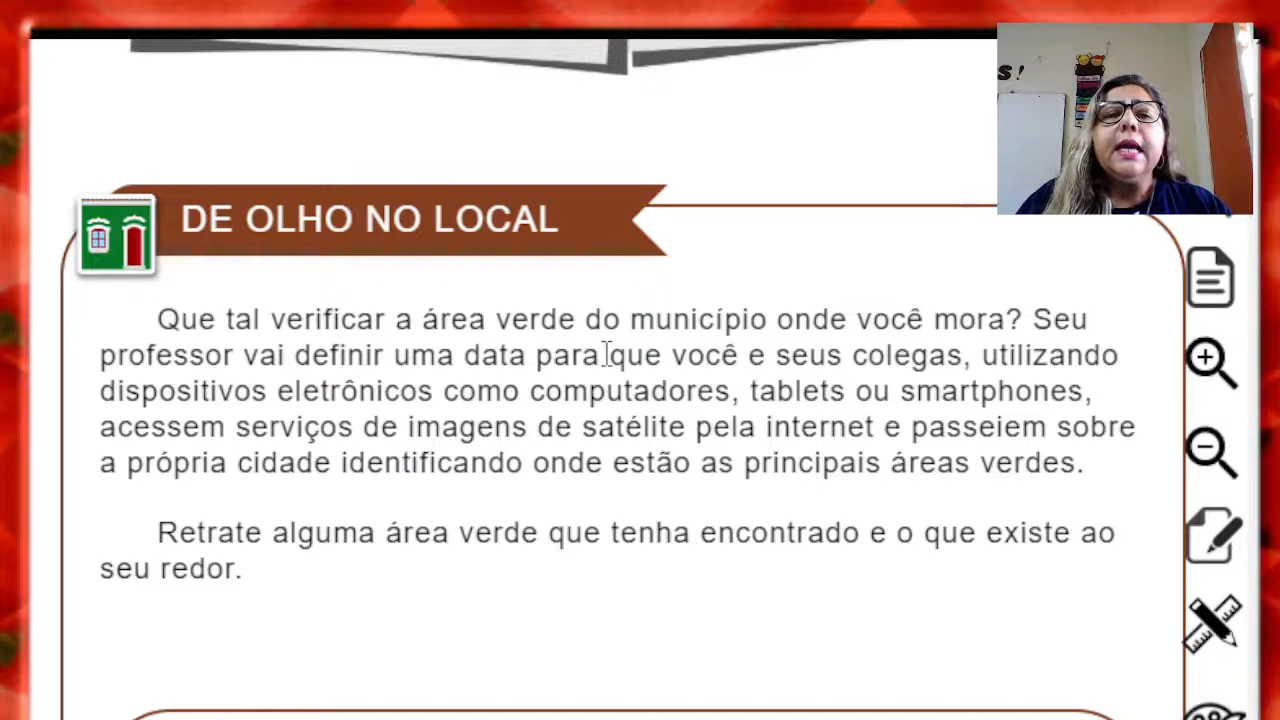 S!
DE OLHO NO LOCAL
Que tal verificar a área verde do município onde você mora? Seu
professor vai definir uma data para que você e seus colegas, utilizando
dispositivos eletrônicos como computadores, tablets ou smartphones,
acessem serviços de imagens de satélite pela internet e passeiem sobre
a própria cidade identificando onde estão as principais áreas verdes.
Retrate alguma área verde que tenha encontrado e o que existe ao
seu redor.